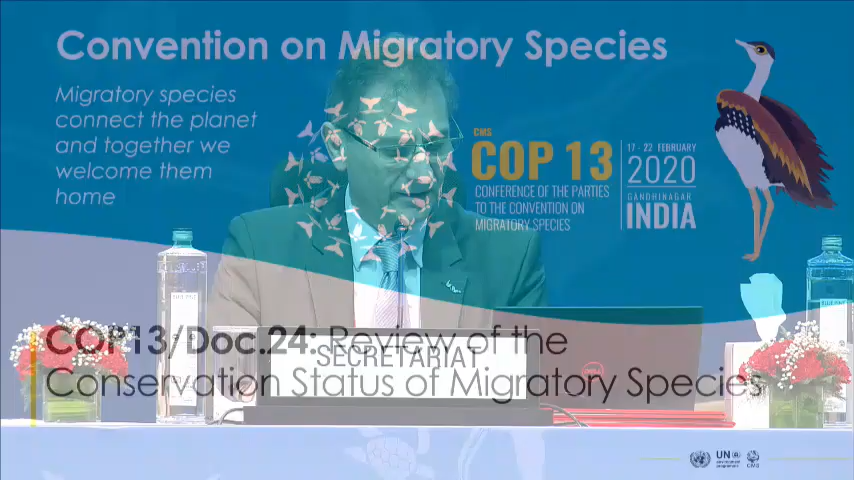 Convention on Migratory Species
Migratory species
connect the planet
and together we
welcome them
home
CMS
COP 13
CONFERENCE OF THE PARTIES
TO THE CONVENTION ON
MIGRATORY SPECIES
17 - 22 FEBRUARY
2020
GANDHINAGAR
INDIA
COP13/Doc.24: Review of the
Conservation Status of Migratory Species
SECRETARIAT
UN
CMS